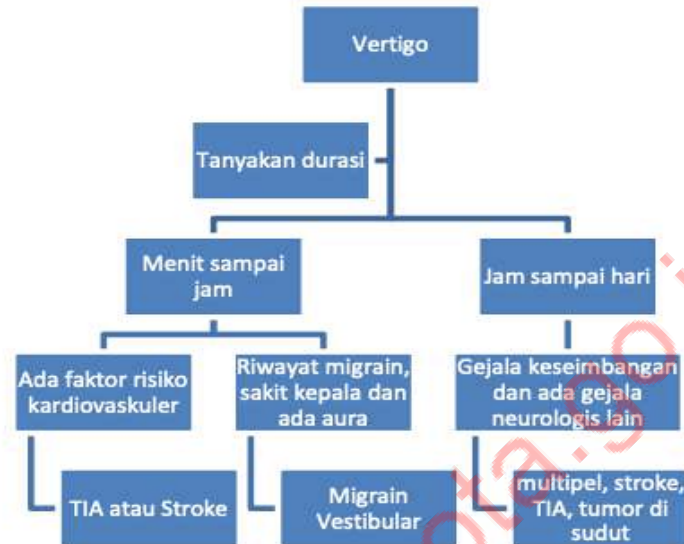 Vertigo
Tanyakan durasi
Menit sampai
jam
Jam sampai hari
Ada faktor risiko
kardiovaskuler
Riwayat migrain,
sakit kepala dan
ada aura
Gejala keseimbangan
dan ada gejala
neurologis lain
TIA atau Stroke
Migrain
Vestibular
multipel, stroke,
TIA, tumor di
sudut
ota.go.i